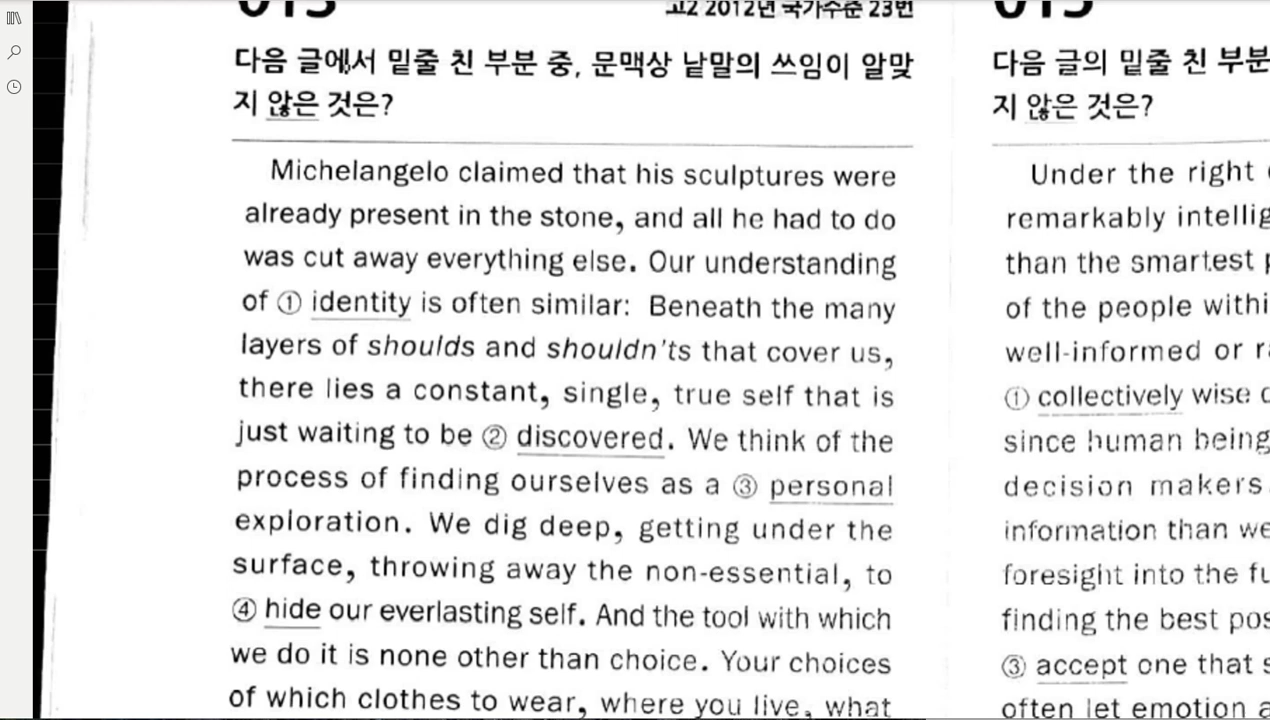 고2 2012년 국가수준 23번
다음 글에서 밑줄 친 부분 중, 문맥상 낱말의 쓰임이 알맞
지 않은 것은?
Michelangelo claimed that his sculptures were
already present in the stone, and all he had to do
was cut away everything else. Our understanding
of ① identity is often similar: Beneath the many
layers of shoulds and shouldn'ts that cover us,
there lies a constant, single, true self that is
just waiting to be ② discovered. We think of the
process of finding ourselves as a ③ personal
exploration. We dig deep, getting under the
surface, throwing away the non-essential, to
④ hide our everlasting self. And the tool with which
we do it is none other than choice. Your choices
of which clothes to wear, where you live, what
다음 글의 밑줄 친 부분
지 않은 것은?
Under the right
remarkably intellig
than the smartest
of the people withi
well-informed or r
① collectively wise
since human being
decision makers.
information than we
foresight into the fu
finding the best pos
③ accept one that s
often let emotion a